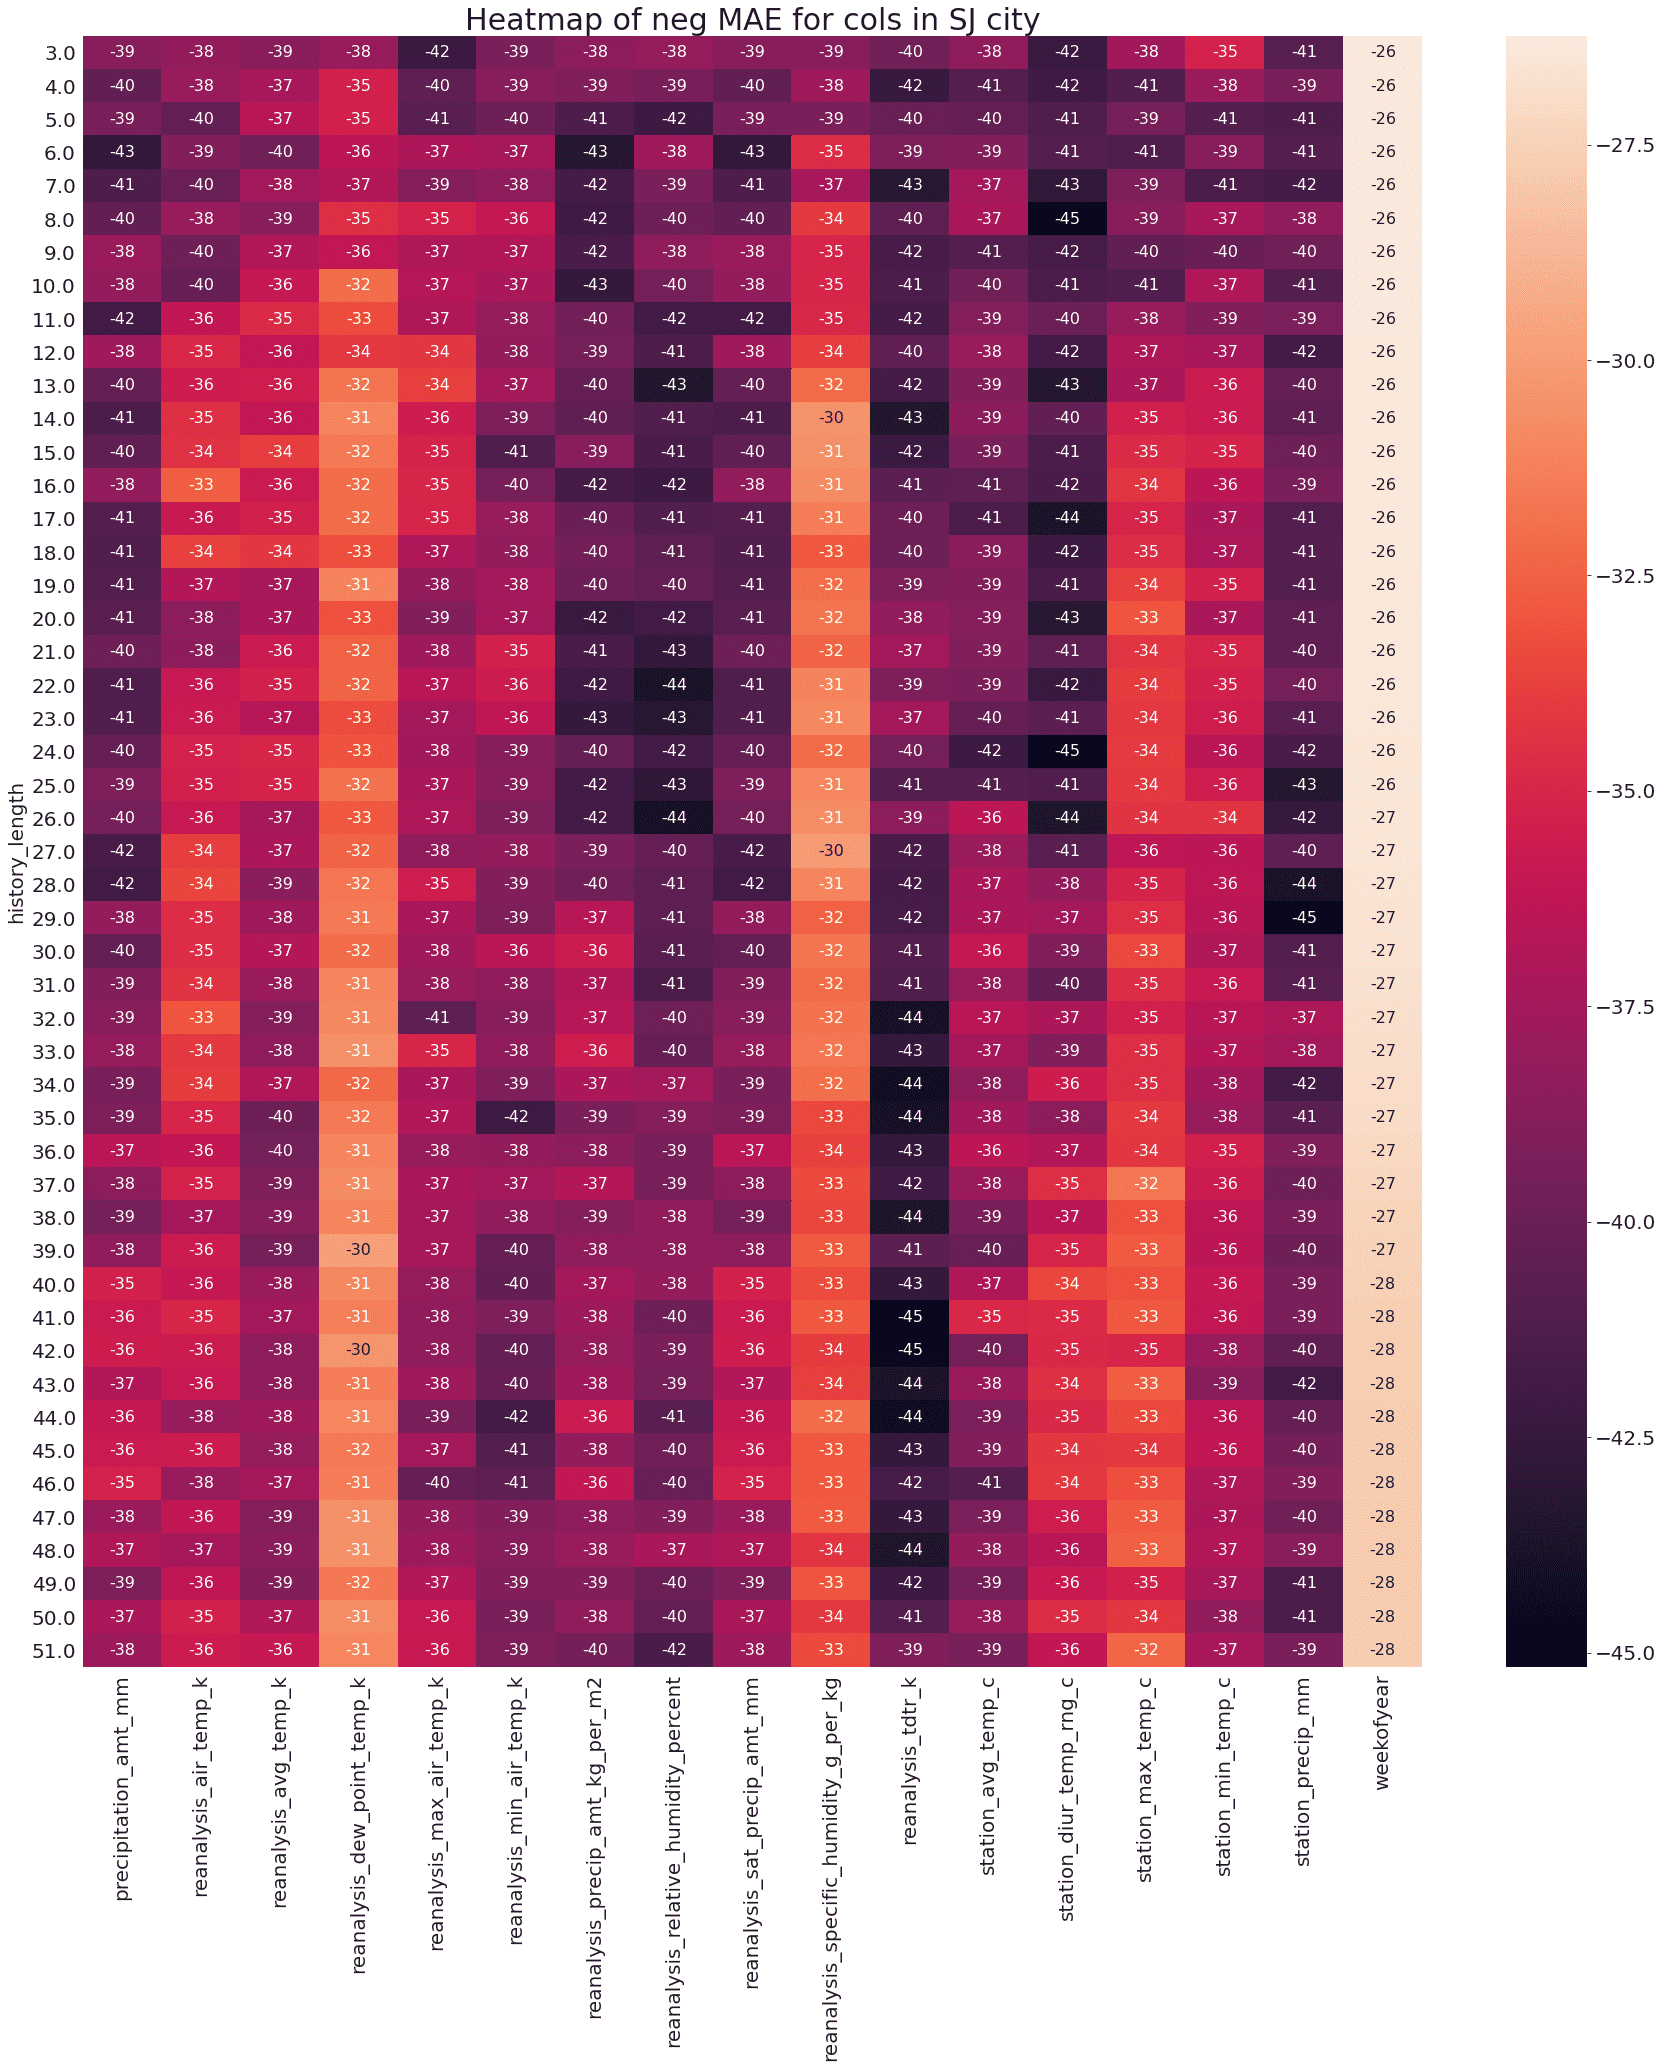 Heatmap of neg MAE for cols in SJ city
3.0 -39 -38 -39 -38 -42 -39 -38 -38 -39 -39 -40 -38 -42 -38 -35 -41 -26
4.0 -40 -38 -37 -35 -40 -39 -39 -39 -40 -38 -42 -41 -42 -41 -38 -39 -26
5.0 -39 -40 -37 -35 -41 -40 -41 -42 -39 -39 -40 -40 -41 -39 -41 -41 -26
6.0 -43 -39 -40 -36 -37 -37 -43 -38 -43 -35 -39 -39 -41 -41 -39 -41 -26
7.0 -41 -40 -38 -37 -39 -38 -42 -39 -41 -37 -43 -37 -43 -39 -41 -42 -26
8.0 -40 -38 -39 -35 -35 -36 -42 -40 -40 -34 -40 -37 -45 -39 -37 -38 -26
9.0 -38 -40 -37 -36 -37 -37 -42 -38 -38 -35 -42 -41 -42 -40 -40 -40 -26
10.0 -38 -40 -36 -32 -37 -37 -43 -40 -38 -35 -41 -40 -41 -41 -37 -41 -26
11.0 -42 -36 -35 -33 -37 -38 -40 -42 -42 -35 -42 -39 -40 -38 -39 -39 -26
12.0 -38 -35 -36 -34 -34 -38 -39 -41 -38 -34 -40 -38 -42 -37 -37 -42 -26
13.0 -40 -36 -36 -32 -34 -37 -40 -43 -40 -32 -42 -39 -43 -37 -36 -40 -26
14.0 -41 -35 -36 -31 -36 -39 -40 -41 -41 -30 -43 -39 -40 -35 -36 -41 -26
15.0 -40 -34 -34 -32 -35 -41 -39 -41 -40 -31 -42 -39 -41 -35 -35 -40 -26
16.0 -38 -33 -36 -32 -35 -40 -42 -42 -38 -31 -41 -41 -42 -34 -36 -39 -26
17.0 -41 -36 -35 -32 -35 -38 -40 -41 -41 -31 -40 -41 -44 -35 -37 -41 -26
18.0 -41 -34 -34 -33 -37 -38 -40 -41 -41 -33 -40 -39 -42 -35 -37 -41 -26
19.0 -41 -37 -37 -31 -38 -38 -40 -40 -41 -32 -39 -39 -41 -34 -35 -41 -26
20.0 -41 -38 -37 -33 -39 -37 -42 -42 -41 -32 -38 -39 -43 -33 -37 -41 -26
21.0 -40 -38 -36 -32 -38 -35 -41 -43 -40 -32 -37 -39 -41 -34 -35 -40 -26
22.0 -41 -36 -35 -32 -37 -36 -42 -44 -41 -31 -39 -39 -42 -34 -35 -40 -26
23.0 -41 -36 -37 -33 -37 -36 -43 -43 -41 -31 -37 -40 -41 -34 -36 -41 -26
24.0 -40 -35 -35 -33 -38 -39 -40 -42 -40 -32 -40 -42 -45 -34 -36 -42 -26
25.0 -39 -35 -35 -32 -37 -39 -42 -43 -39 -31 -41 -41 -41 -34 -36 -43 -26
26.0 -40 -36 -37 -33 -37 -39 -42 -44 -40 -31 -39 -36 -44 -34 -34 -42 -27
27.0 -42 -34 -37 -32 -38 -38 -39 -40 -42 -30 -42 -38 -41 -36 -36 -40 -27
28.0 -42 -34 -39 -32 -35 -39 -40 -41 -42 -31 -42 -37 -38 -35 -36 -44 -27
29.0 -38 -35 -38 -31 -37 -39 -37 -41 -38 -32 -42 -37 -37 -35 -36 -45 -27
30.0 -40 -35 -37 -32 -38 -36 -36 -41 -40 -32 -41 -36 -39 -33 -37 -41 -27
31.0 -39 -34 -38 -31 -38 -38 -37 -41 -39 -32 -41 -38 -40 -35 -36 -41 -27
32.0 -39 -33 -39 -31 -41 -39 -37 -40 -39 -32 -44 -37 -37 -35 -37 -37 -27
33.0 -38 -34 -38 -31 -35 -38 -36 -40 -38 -32 -43 -37 -39 -35 -37 -38 -27
34.0 -39 -34 -37 -32 -37 -39 -37 -37 -39 -32 -44 -38 -36 -35 -38 -42 -27
35.0 -39 -35 -40 -32 -37 -42 -39 -39 -39 -33 -44 -38 -38 -34 -38 -41 -27
36.0 -37 -36 -40 -31 -38 -38 -38 -39 -37 -34 -43 -36 -37 -34 -35 -39 -27
37.0 -38 -35 -39 -31 -37 -37 -37 -39 -38 -33 -42 -38 -35 -32 -36 -40 -27
38.0 -39 -37 -39 -31 -37 -38 -39 -38 -39 -33 -44 -39 -37 -33 -36 -39 -27
39.0 -38 -36 -39 -30 -37 -40 -38 -38 -38 -33 -41 -40 -35 -33 -36 -40 -27
40.0 -35 -36 -38 -31 -38 -40 -37 -38 -35 -33 -43 -37 -34 -33 -36 -39 -28
41.0 -36 -35 -37 -31 -38 -39 -38 -40 -36 -33 -45 -35 -35 -33 -36 -39 -28
42.0 -36 -36 -38 -30 -38 -40 -38 -39 -36 -34 -45 -40 -35 -35 -38 -40 -28
43.0 -37 -36 -38 -31 -38 -40 -38 -39 -37 -34 -44 -38 -34 -33 -39 -42 -28
44.0 -36 -38 -38 -31 -39 -42 -36 -41 -36 -32 -44 -39 -35 -33 -36 -40 -28
45.0 -36 -36 -38 -32 -37 -41 -38 -40 -36 -33 -43 -39 -34 -34 -36 -40 -28
46.0 -35 -38 -37 -31 -40 -41 -36 -40 -35 -33 -42 -41 -34 -33 -37 -39 -28
47.0 -38 -36 -39 -31 -38 -39 -38 -39 -38 -33 -43 -39 -36 -33 -37 -40 -28
48.0 -37 -37 -39 -31 -38 -39 -38 -37 -37 -34 -44 -38 -36 -33 -37 -39 -28
49.0 -39 -36 -39 -32 -37 -39 -39 -40 -39 -33 -42 -39 -36 -35 -37 -41 -28
50.0 -37 -35 -37 -31 -36 -39 -38 -40 -37 -34 -41 -38 -35 -34 -38 -41 -28
51.0 -38 -36 -36 -31 -36 -39 -40 -42 -38 -33 -39 -39 -36 -32 -37 -39 -28
history_length
precipitation_amt_mm
reanalysis_air_temp_k
reanalysis_avg_temp_k
reanalysis_dew_point_temp_k
reanalysis_max_air_temp_k
reanalysis_min_air_temp_k
reanalysis_precip_amt_kg_per_m2
reanalysis_relative_humidity_percent
reanalysis_sat_precip_amt_mm
reanalysis_specific_humidity_g_per_kg
reanalysis_tdtr_k
station_avg_temp_c
station_diur_temp_rng_c
station_max_temp_c
station_min_temp_c
station_precip_mm
weekofyear
−27.5
−30.0
−32.5
−35.0
−37.5
−40.0
−42.5
−45.0